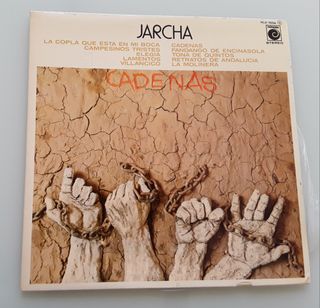 JARCHA
LA COPLA QUE ESTA EN MI BOCA
CAMPESINOS TRISTES
ELEGIA
LAMENTOS
VILLANCICO
CADENAS
FANDANGO DE ENCINASOLA
TONA DE QUINTOS
RETRATOS DE ANDALUCIA
LA MOLINERA
STEREO
CADENAS